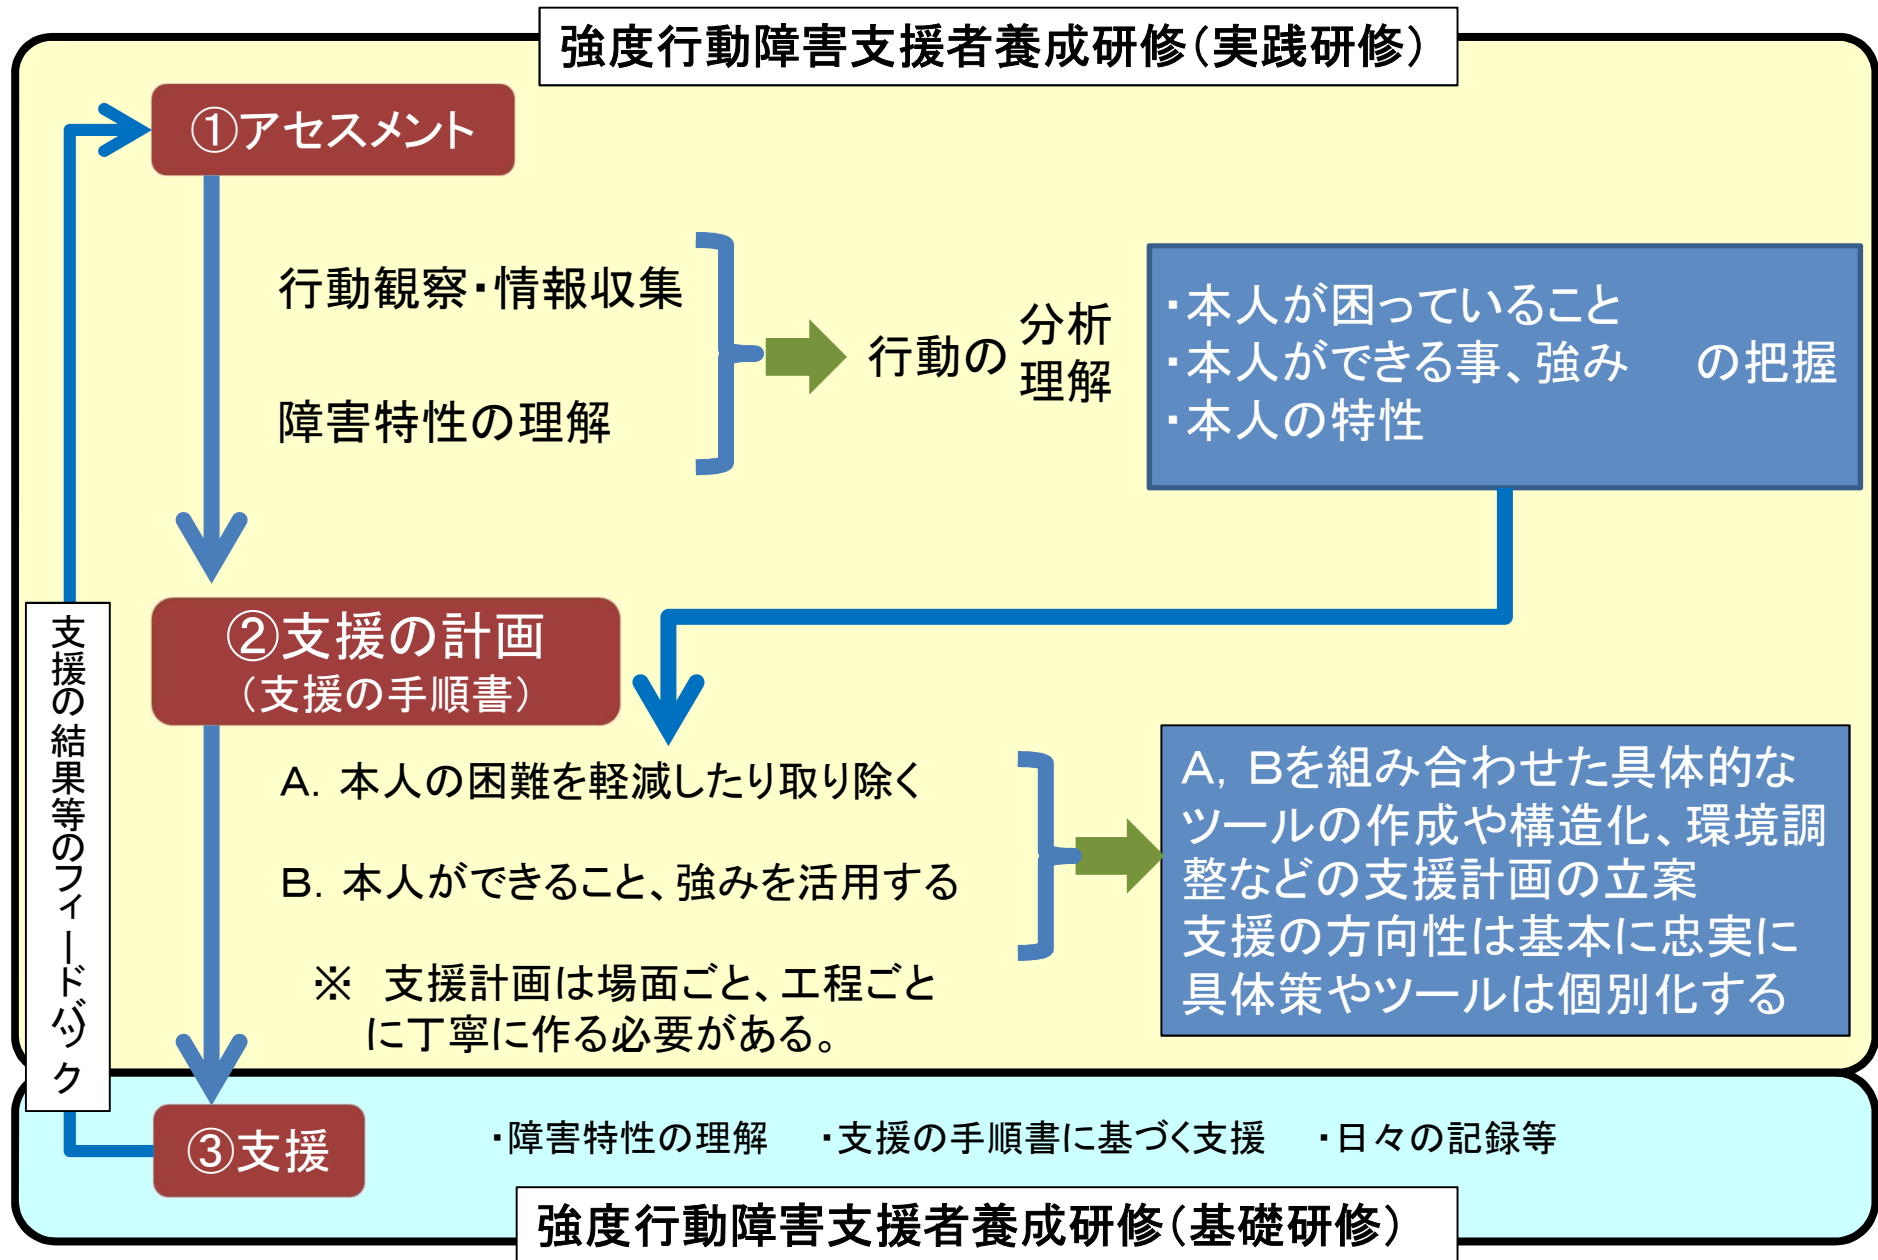 強度行動障害支援者養成研修（実践研修）
①アセスメント
行動観察・情報収集
障害特性の理解
行動の
分析
理解
・本人が困っていること
・本人ができる事、強み　の把握
・本人の特性
②支援の計画
（支援の手順書）
A. 本人の困難を軽減したり取り除く
B. 本人ができること、強みを活用する
※　支援計画は場面ごと、工程ごと
に丁寧に作る必要がある。
A, Bを組み合わせた具体的な
ツールの作成や構造化、環境調
整などの支援計画の立案
支援の方向性は基本に忠実に
具体策やツールは個別化する
支援の結果等のフィードバック
③支援
・障害特性の理解　・支援の手順書に基づく支援　・日々の記録等
強度行動障害支援者養成研修（基礎研修）